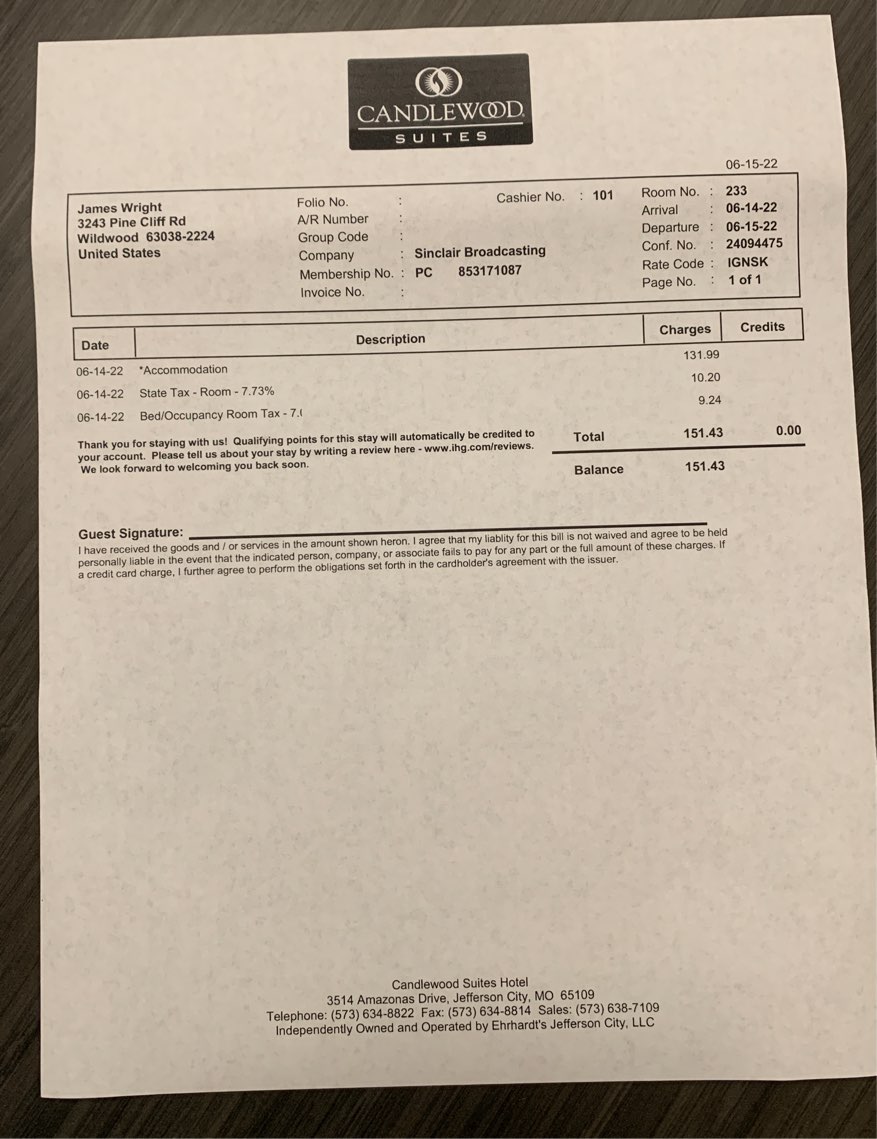 CANDLEWOOD
SUITES
06-15-22
James Wright
3243 Pine Cliff Rd
Wildwood 63038-2224
United States
Folio No. :
A/R Number :
Group Code :
Company : Sinclair Broadcasting
Membership No. : PC 853171087
Invoice No. :
Cashier No. : 101
Room No. : 233
Arrival : 06-14-22
Departure : 06-15-22
Conf. No. : 24094475
Rate Code : IGNSK
Page No. : 1 of 1
Date Description Charges Credits
06-14-22 *Accommodation 131.99
06-14-22 State Tax - Room - 7.73% 10.20
06-14-22 Bed/Occupancy Room Tax - 7.( 9.24
Thank you for staying with us! Qualifying points for this stay will automatically be credited to
your account. Please tell us about your stay by writing a review here - www.ihg.com/reviews.
We look forward to welcoming you back soon.
Total 151.43 0.00
Balance 151.43
Guest Signature:
I have received the goods and / or services in the amount shown heron. I agree that my liablity for this bill is not waived and agree to be held
personally liable in the event that the indicated person, company, or associate fails to pay for any part or the full amount of these charges. If
a credit card charge, I further agree to perform the obligations set forth in the cardholder's agreement with the issuer.
Candlewood Suites Hotel
3514 Amazonas Drive, Jefferson City, MO 65109
Telephone: (573) 634-8822 Fax: (573) 634-8814 Sales: (573) 638-7109
Independently Owned and Operated by Ehrhardt's Jefferson City, LLC